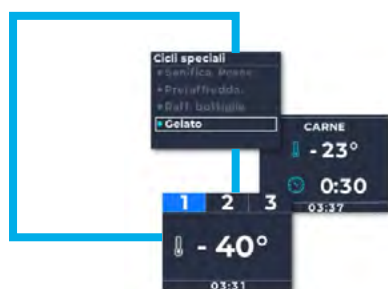 Cicli speciali
Sanifica. Pesce
Preraffredda.
Raff. bottiglie
Gelato
CARNE
- 23°
0:30
03:37
1 2 3
- 40°
03:31